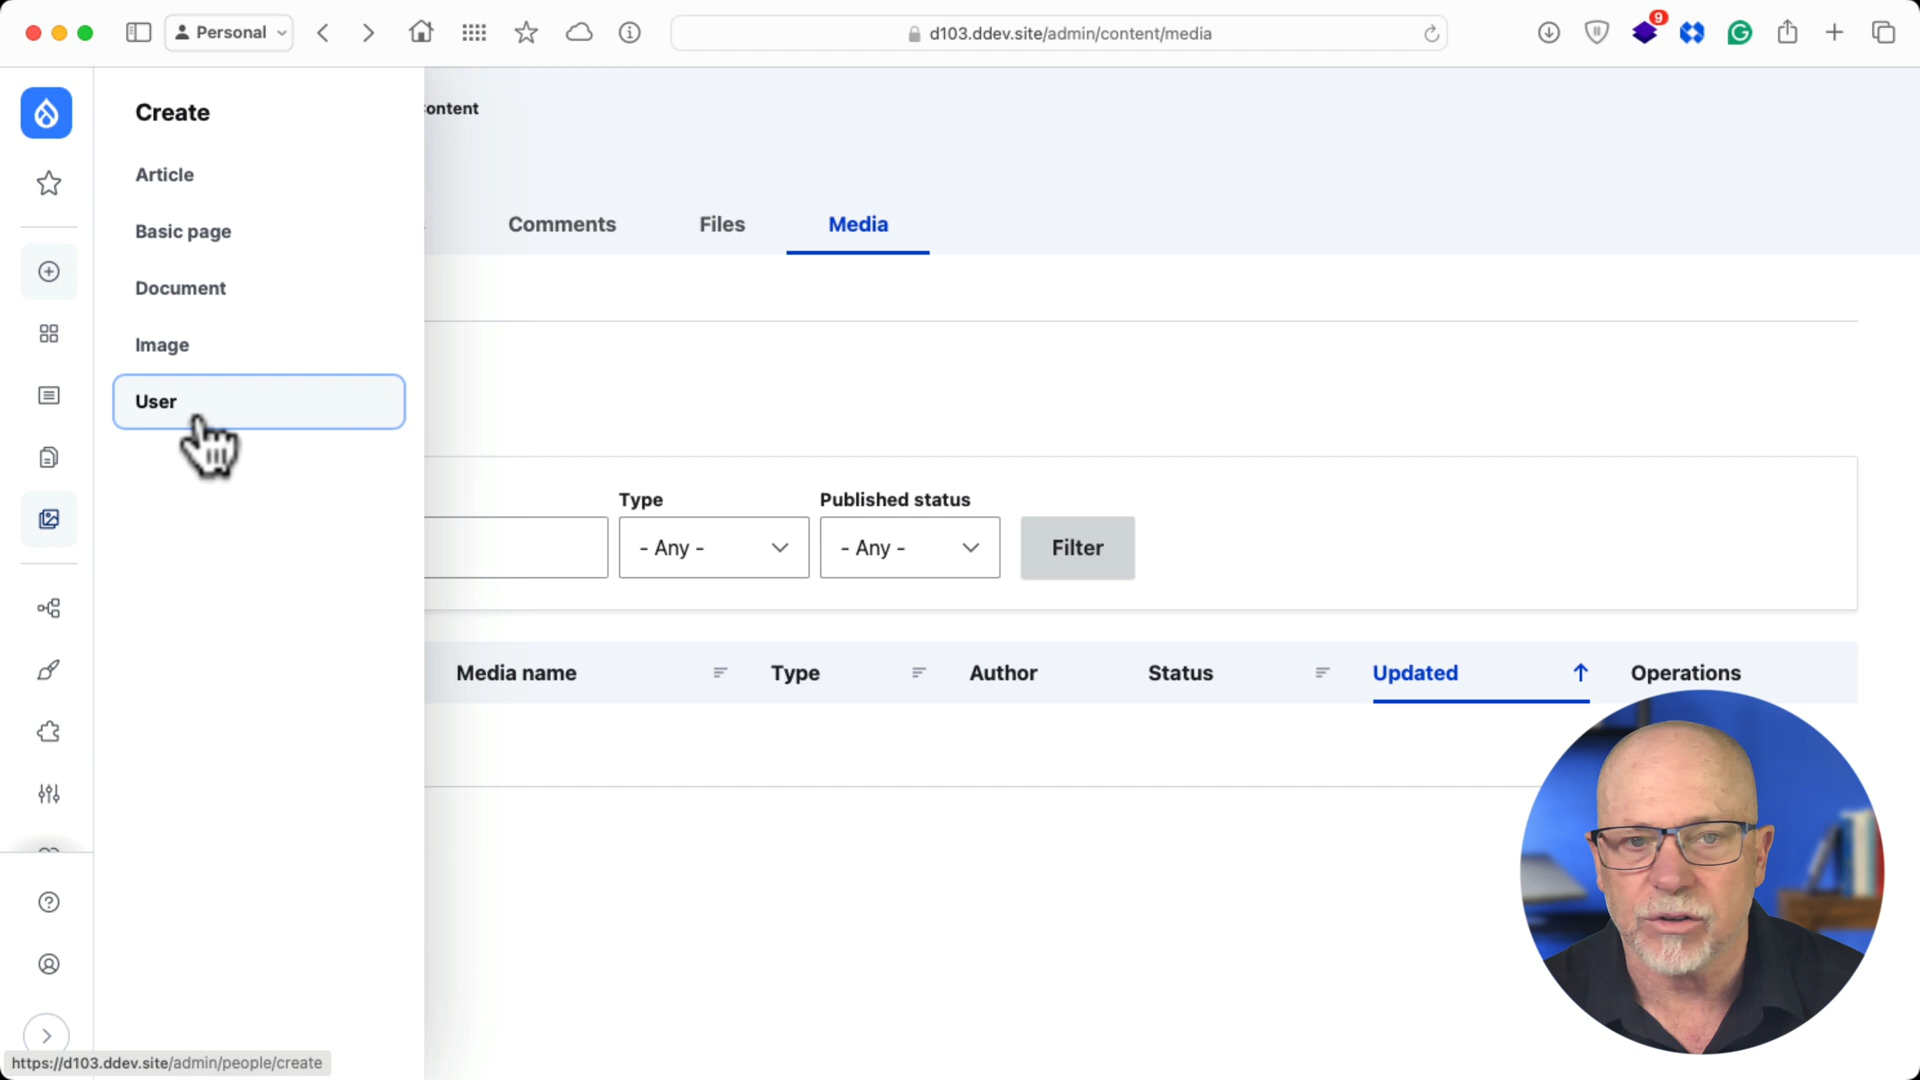 Personal
d103.ddev.site/admin/content/media
9
Create
Article
Basic page
Document
Image
User
ontent
Comments
Files
Media
Type
Published status
- Any -
- Any -
Filter
Media name
Type
Author
Status
Updated
Operations
https://d103.ddev.site/admin/people/create